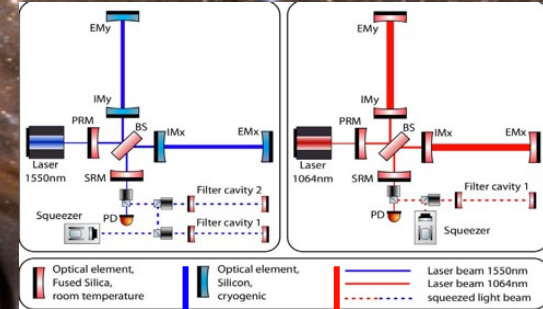 EMy
IMy
PRM
BS
IMx
EMx
Laser
1550nm
SRM
Filter cavity 2
Squeezer
PD
Filter cavity 1
EMy
IMy
PRM
BS
IMx
EMx
Laser
1064nm
SRM
Filter cavity 1
PD
Squeezer
Optical element,
Fused Silica,
room temperature
Optical element,
Silicon,
cryogenic
Laser beam 1550nm
Laser beam 1064nm
squeezed light beam